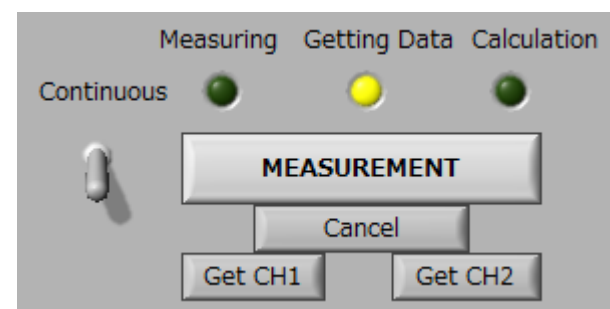 Measuring Getting Data Calculation
Continuous
MEASUREMENT
Cancel
Get CH1 Get CH2